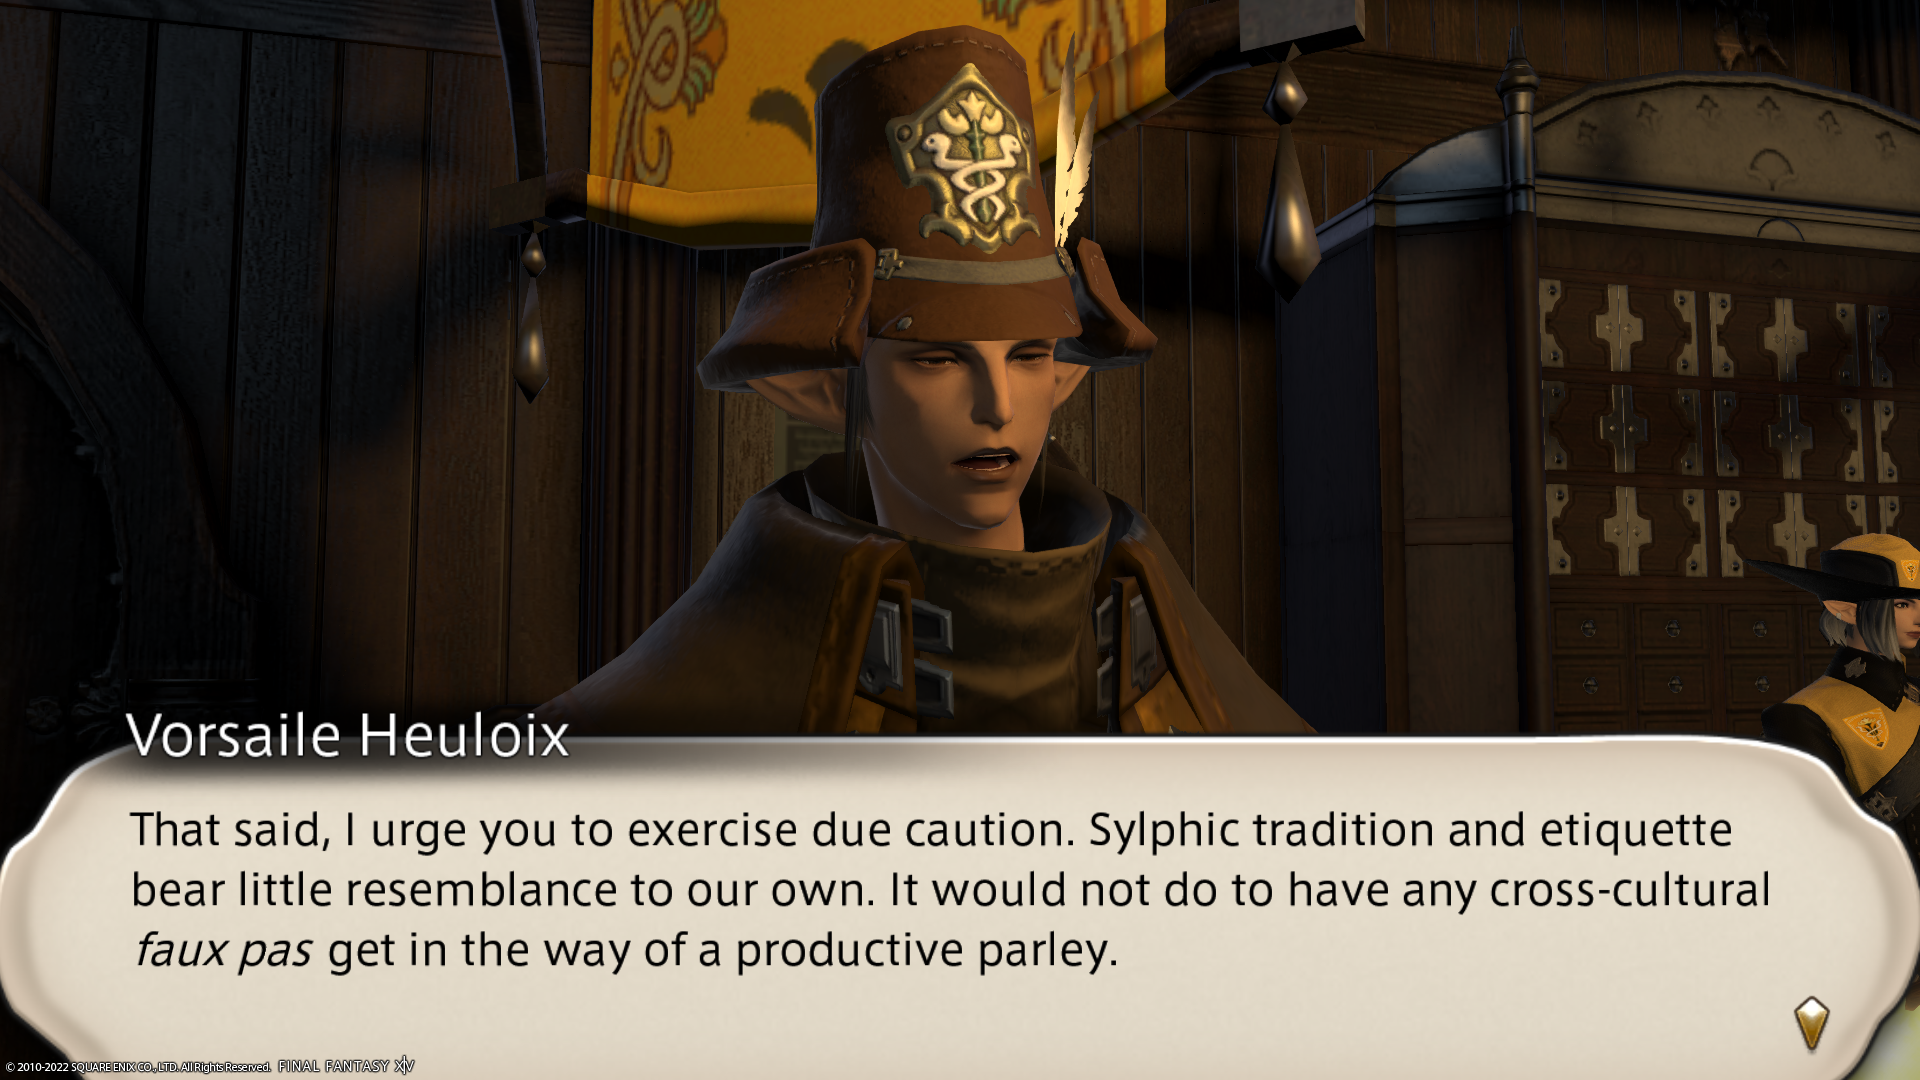 Vorsaile Heuloix
That said, I urge you to exercise due caution. Sylphic tradition and etiquette
bear little resemblance to our own. It would not do to have any cross-cultural
faux pas get in the way of a productive parley.
© 2010-2022 SQUARE ENIX CO., LTD. All Rights Reserved. FINAL FANTASY XIV